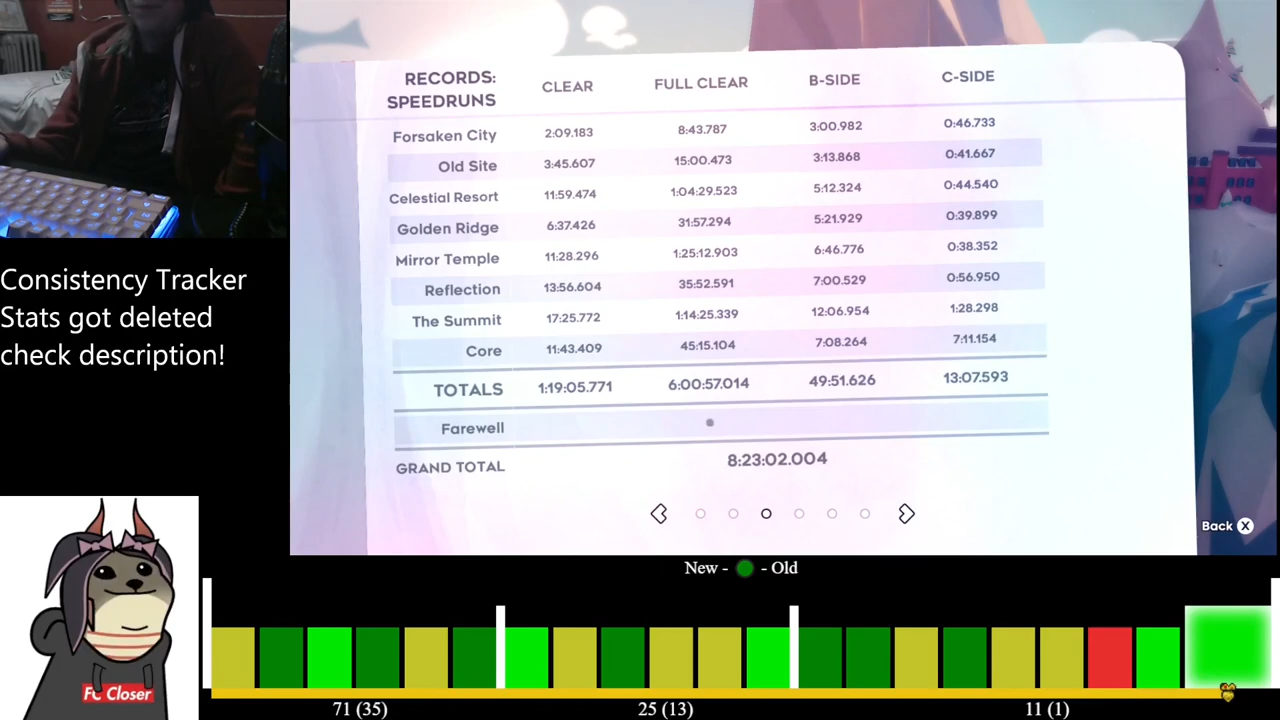 RECORDS: SPEEDRUNS CLEAR FULL CLEAR B-SIDE C-SIDE
Forsaken City 2:09.183 8:43.787 3:00.982 0:46.733
Old Site 3:45.607 15:00.473 3:13.868 0:41.667
Celestial Resort 11:59.474 1:04:29.523 5:12.324 0:44.540
Golden Ridge 6:37.426 31:57.294 5:21.929 0:39.899
Mirror Temple 11:28.296 1:25:12.903 6:46.776 0:38.352
Reflection 13:56.604 35:52.591 7:00.529 0:56.950
The Summit 17:25.772 1:14:25.339 12:06.954 1:28.298
Core 11:43.409 45:15.104 7:08.264 7:11.154
TOTALS 1:19:05.771 6:00:57.014 49:51.626 13:07.593
Farewell
GRAND TOTAL 8:23:02.004
Back X
Consistency Tracker
Stats got deleted
check description!
New - - Old
FC Closer
71 (35) 25 (13) 11 (1)